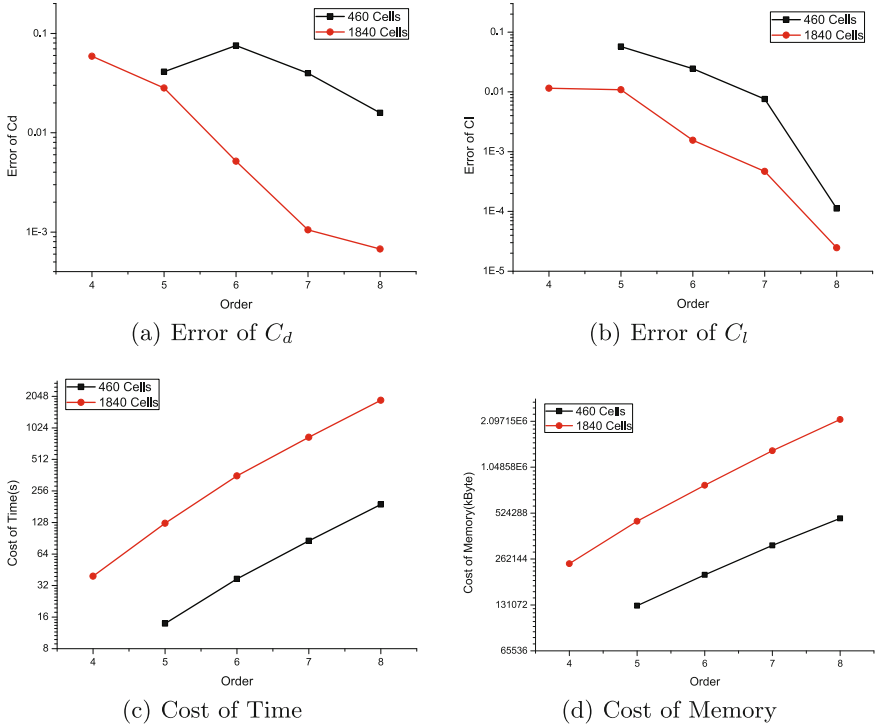 460 Cells
1840 Cells
0.1
0.01
1E-3
Error of Cd
4 5 6 7 8
Order
(a) Error of C_d
460 Cells
1840 Cells
0.1
0.01
1E-3
1E-4
1E-5
Error of Cl
4 5 6 7 8
Order
(b) Error of C_l
460 Cells
1840 Cells
2048
1024
512
256
128
64
32
16
8
Cost of Time(s)
4 5 6 7 8
Order
(c) Cost of Time
460 Cells
1840 Cells
2.09715E6
1.04858E6
524288
262144
131072
65536
Cost of Memory(kByte)
4 5 6 7 8
Order
(d) Cost of Memory